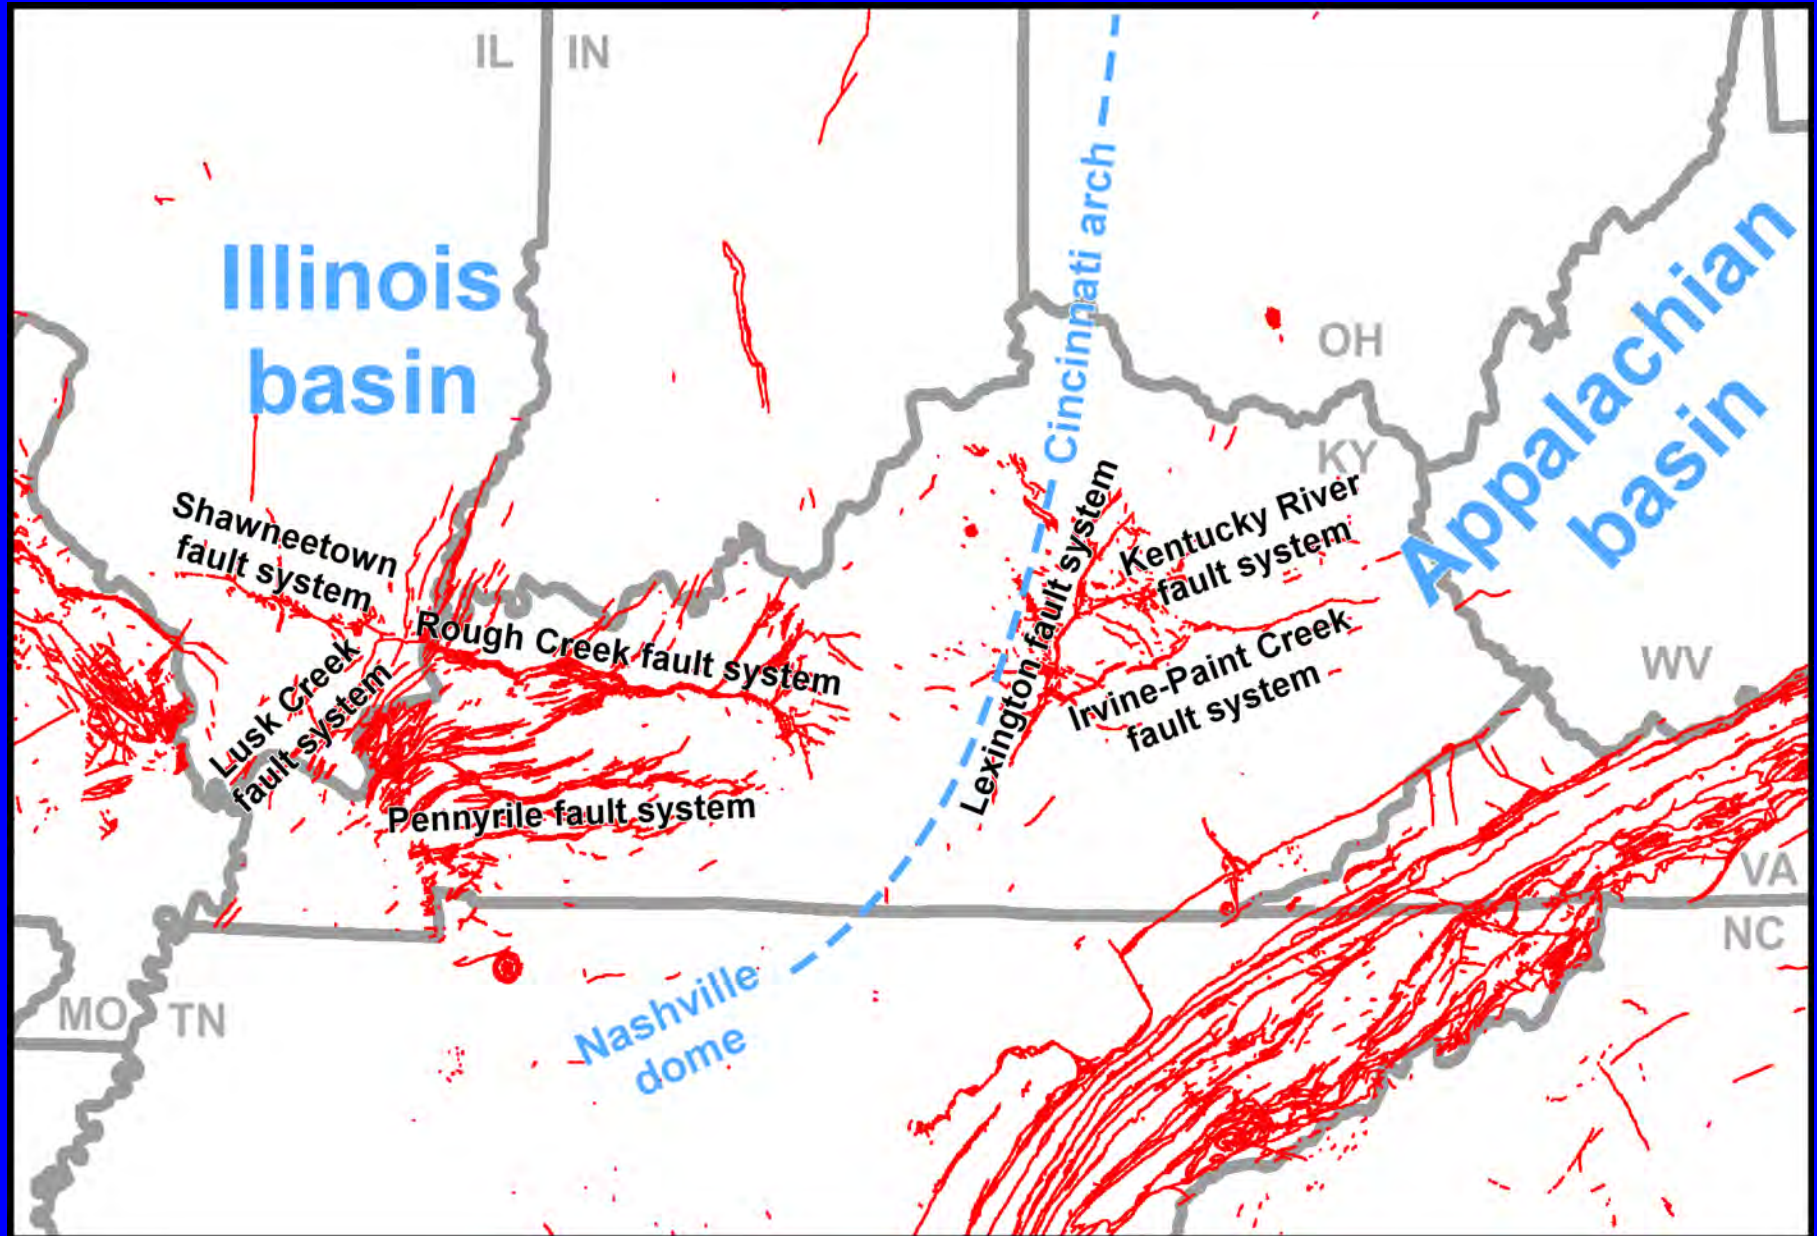 IL
IN
Illinois
basin
Cincinnati arch
OH
KY
Appalachian
basin
Shawneetown
fault system
Rough Creek fault system
Lusk Creek
fault system
Pennyrile fault system
Lexington fault system
Kentucky River
fault system
Irvine-Paint Creek
fault system
WV
VA
NC
MO
TN
Nashville
dome